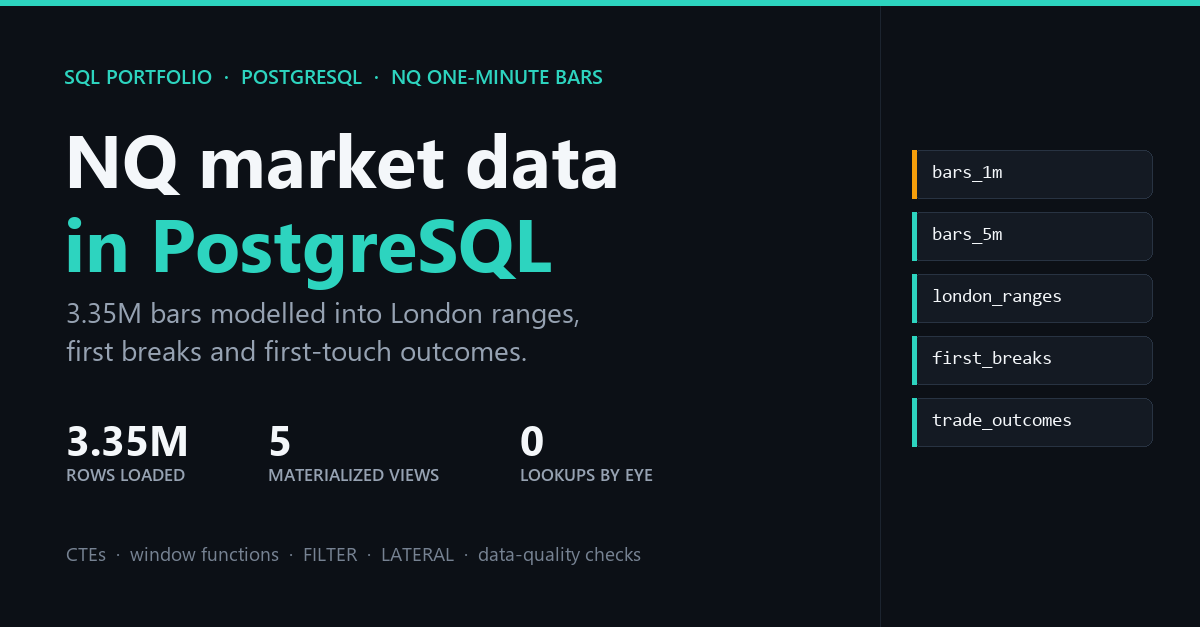 SQL PORTFOLIO · POSTGRESQL · NQ ONE-MINUTE BARS
NQ market data
in PostgreSQL
3.35M bars modelled into London ranges,
first breaks and first-touch outcomes.
3.35M
ROWS LOADED
5
MATERIALIZED VIEWS
0
LOOKUPS BY EYE
CTEs · window functions · FILTER · LATERAL · data-quality checks
bars_1m
bars_5m
london_ranges
first_breaks
trade_outcomes